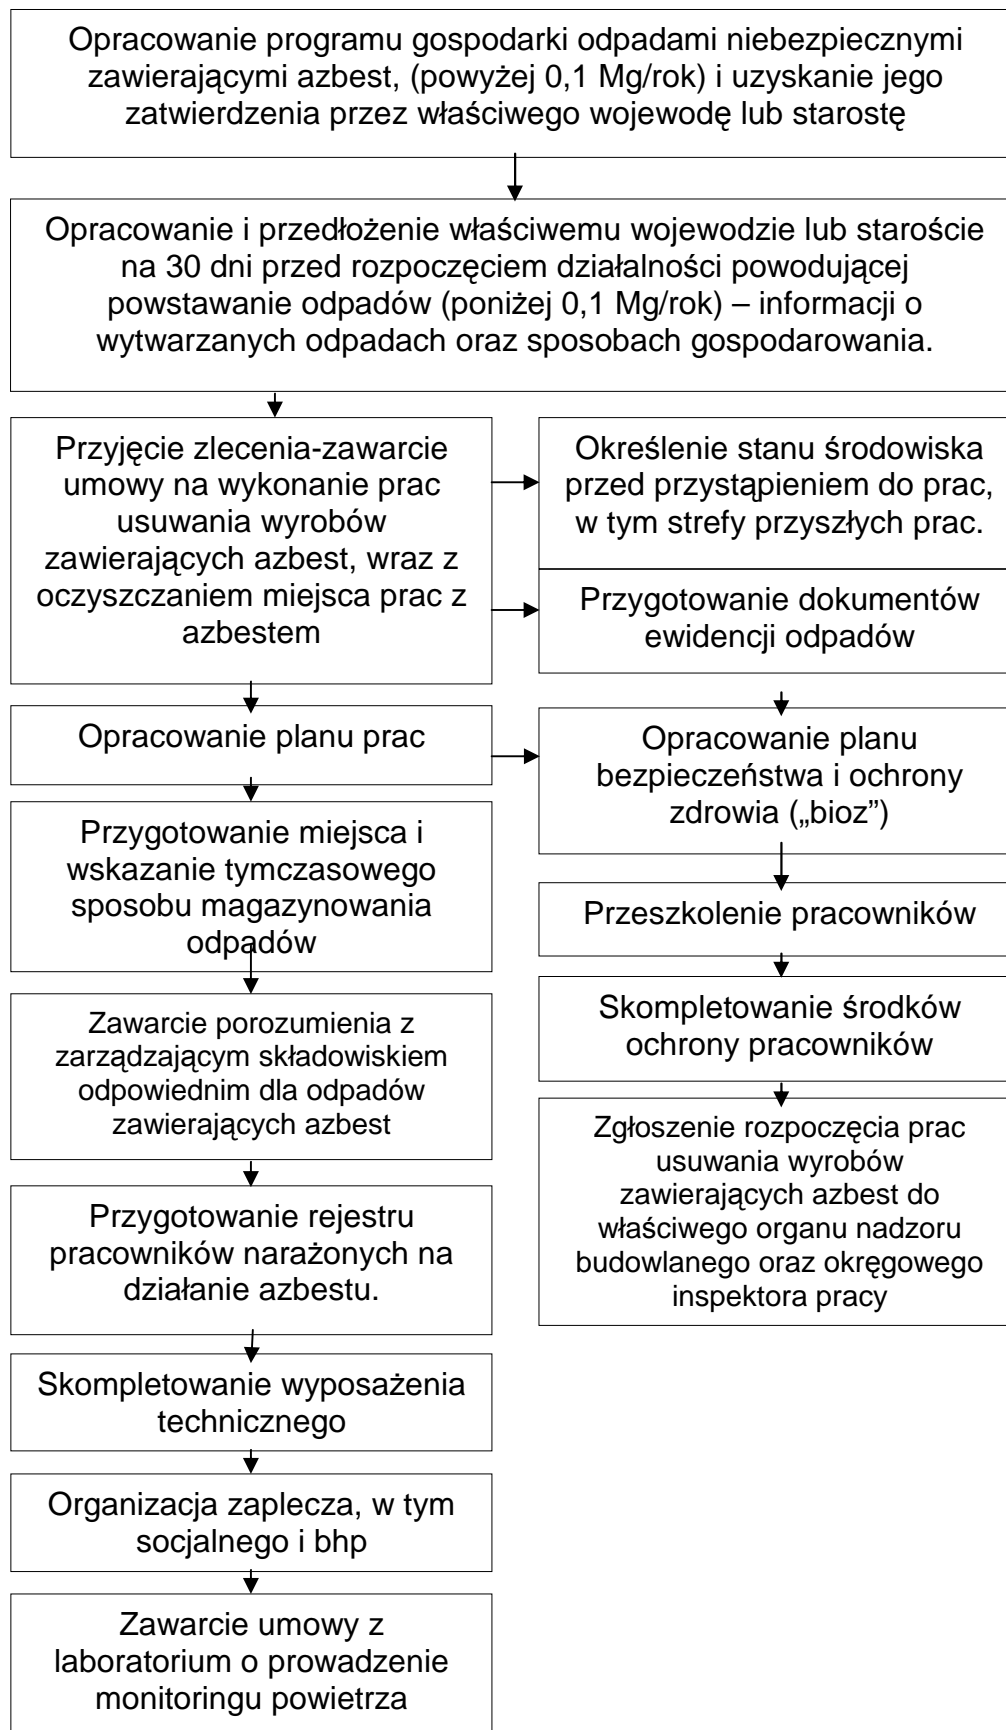 Opracowanie programu gospodarki odpadami niebezpiecznymi
zawierającymi azbest, (powyżej 0,1 Mg/rok) i uzyskanie jego
zatwierdzenia przez właściwego wojewodę lub starostę
Opracowanie i przedłożenie właściwemu wojewodzie lub staroście
na 30 dni przed rozpoczęciem działalności powodującej
powstawanie odpadów (poniżej 0,1 Mg/rok) – informacji o
wytwarzanych odpadach oraz sposobach gospodarowania.
Przyjęcie zlecenia-zawarcie
umowy na wykonanie prac
usuwania wyrobów
zawierających azbest, wraz z
oczyszczaniem miejsca prac z
azbestem
Określenie stanu środowiska
przed przystąpieniem do prac,
w tym strefy przyszłych prac.
Przygotowanie dokumentów
ewidencji odpadów
Opracowanie planu prac
Opracowanie planu
bezpieczeństwa i ochrony
zdrowia („bioz”)
Przygotowanie miejsca i
wskazanie tymczasowego
sposobu magazynowania
odpadów
Przeszkolenie pracowników
Zawarcie porozumienia z
zarządzającym składowiskiem
odpowiednim dla odpadów
zawierających azbest
Skompletowanie środków
ochrony pracowników
Zgłoszenie rozpoczęcia prac
usuwania wyrobów
zawierających azbest do
właściwego organu nadzoru
budowlanego oraz okręgowego
inspektora pracy
Przygotowanie rejestru
pracowników narażonych na
działanie azbestu.
Skompletowanie wyposażenia
technicznego
Organizacja zaplecza, w tym
socjalnego i bhp
Zawarcie umowy z
laboratorium o prowadzenie
monitoringu powietrza